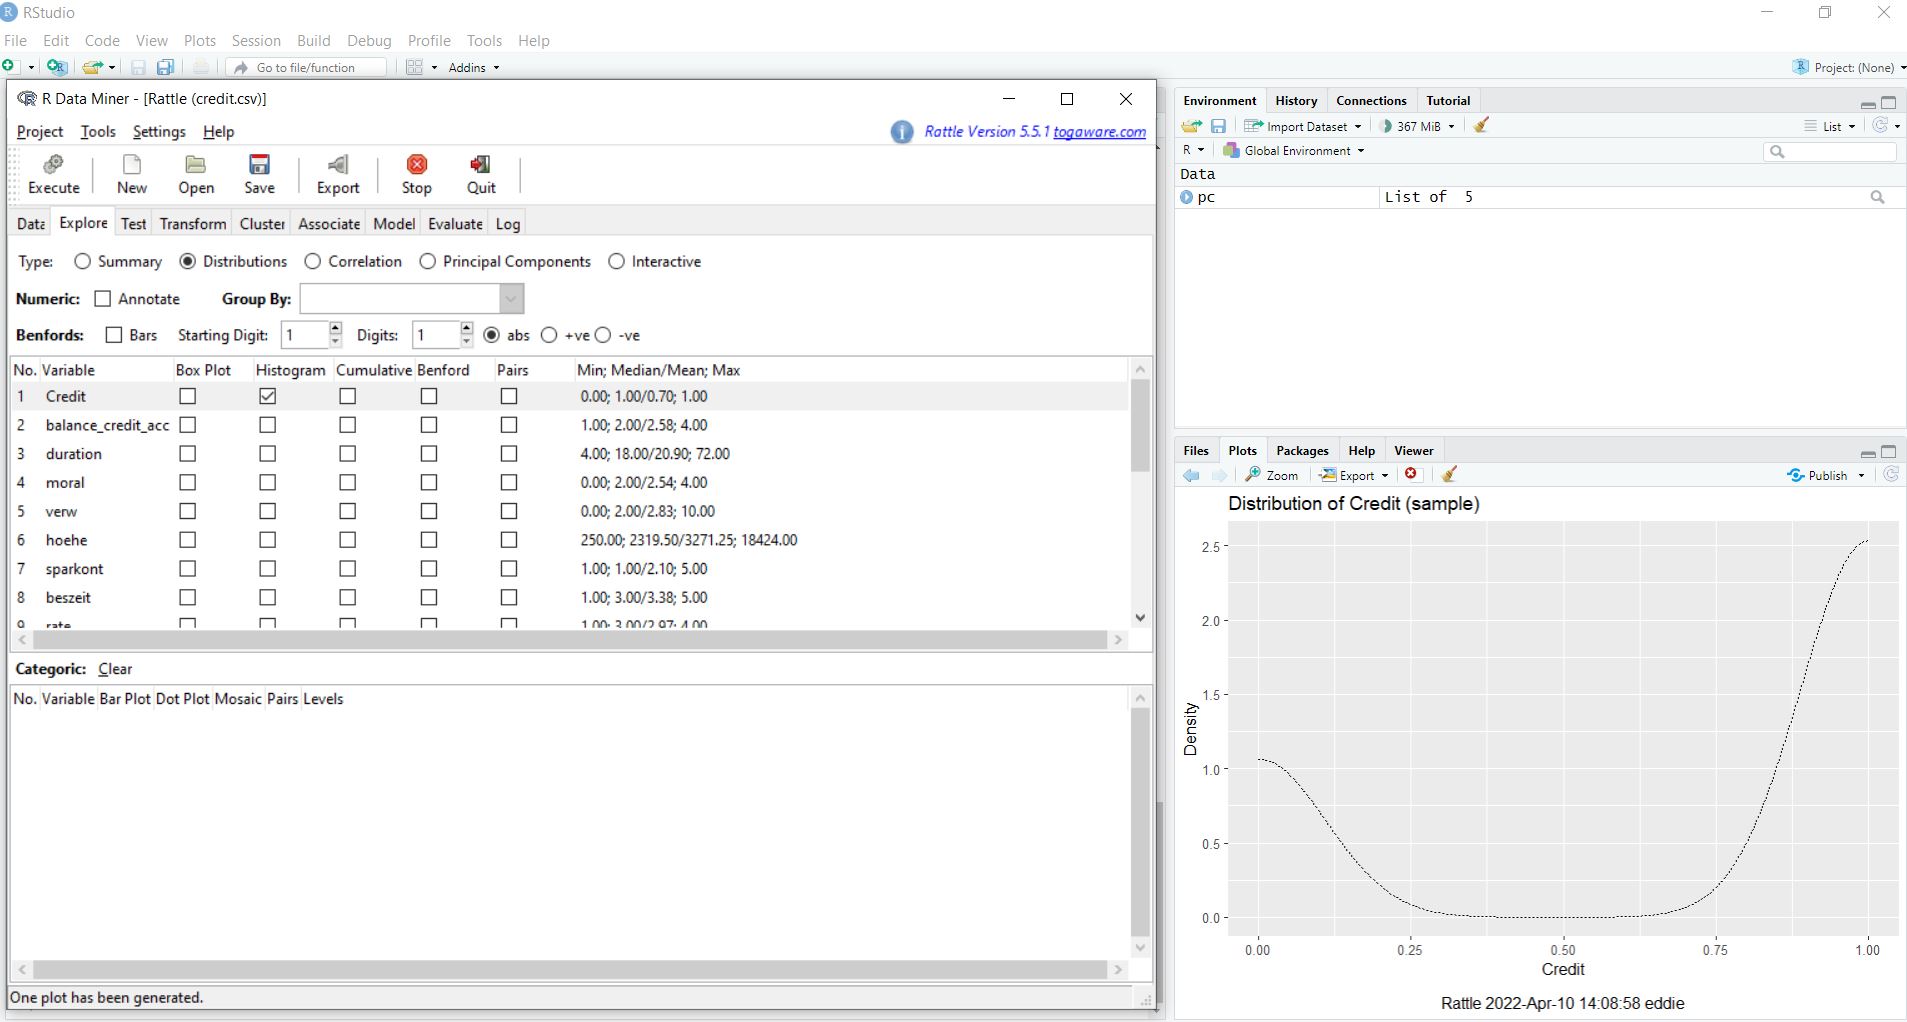 RStudio
File Edit Code View Plots Session Build Debug Profile Tools Help
Go to file/function Addins Project: (None)
R Data Miner - [Rattle (credit.csv)]
Project Tools Settings Help Rattle Version 5.5.1 togaware.com
Execute New Open Save Export Stop Quit
Data Explore Test Transform Cluster Associate Model Evaluate Log
Type: Summary Distributions Correlation Principal Components Interactive
Numeric: Annotate Group By:
Benfords: Bars Starting Digit: 1 Digits: 1 abs +ve -ve
No. Variable Box Plot Histogram Cumulative Benford Pairs Min; Median/Mean; Max
1 Credit 0.00; 1.00/0.70; 1.00
2 balance_credit_acc 1.00; 2.00/2.58; 4.00
3 duration 4.00; 18.00/20.90; 72.00
4 moral 0.00; 2.00/2.54; 4.00
5 verw 0.00; 2.00/2.83; 10.00
6 hoehe 250.00; 2319.50/3271.25; 18424.00
7 sparkont 1.00; 1.00/2.10; 5.00
8 beszeit 1.00; 3.00/3.38; 5.00
9 rate 1.00; 3.00/2.97; 4.00
Categoric: Clear
No. Variable Bar Plot Dot Plot Mosaic Pairs Levels
One plot has been generated.
Environment History Connections Tutorial
Import Dataset 367 MiB List
R Global Environment
Data
pc List of 5
Files Plots Packages Help Viewer
Zoom Export Publish
Distribution of Credit (sample)
2.5
2.0
1.5
1.0
0.5
0.0
Density
0.00 0.25 0.50 0.75 1.00
Credit
Rattle 2022-Apr-10 14:08:58 eddie